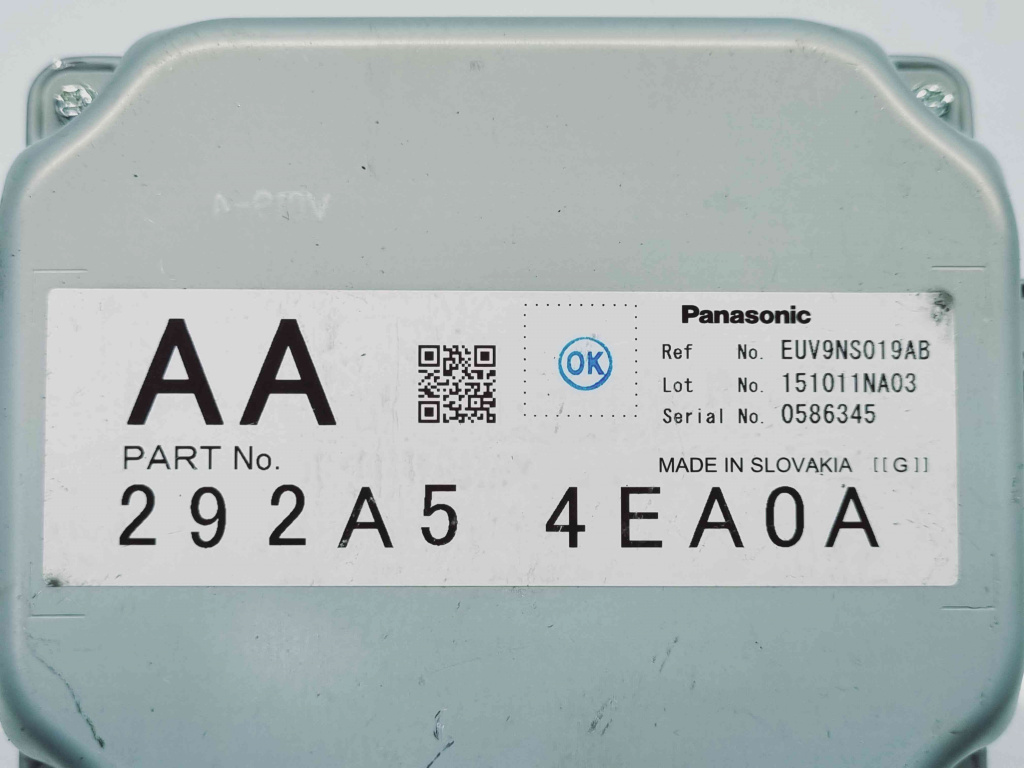 AA
PART No.
292A5 4EA0A
OK
Panasonic
Ref No. EUV9NS019AB
Lot No. 151011NA03
Serial No. 0586345
MADE IN SLOVAKIA [[G]]